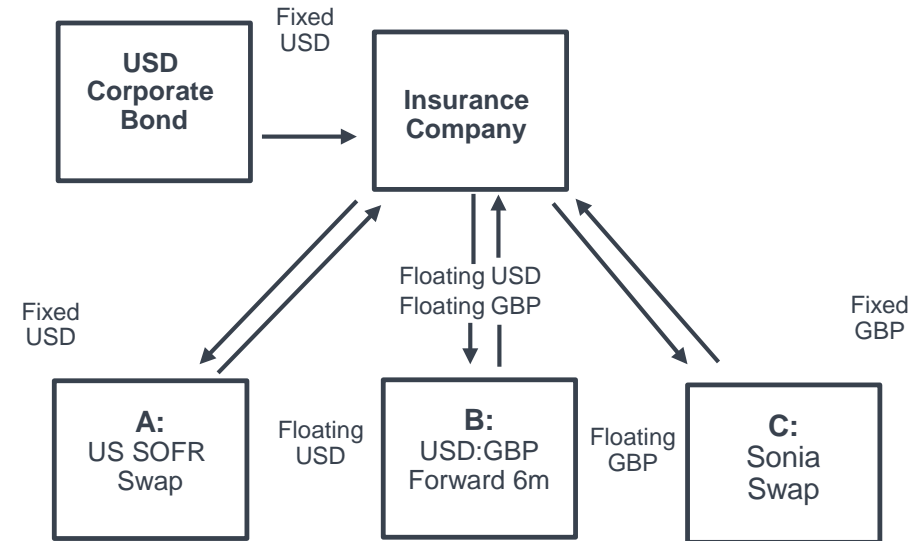 Fixed
USD
USD
Corporate
Bond
Insurance
Company
Floating USD
Floating GBP
Fixed
USD
Fixed
GBP
A:
US SOFR
Swap
Floating
USD
B:
USD:GBP
Forward 6m
Floating
GBP
C:
Sonia
Swap